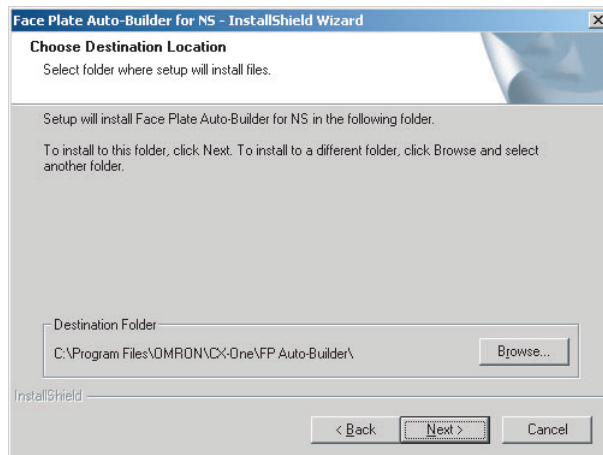 Face Plate Auto-Builder for NS - InstallShield Wizard
Choose Destination Location
Select folder where setup will install files.
Setup will install Face Plate Auto-Builder for NS in the following folder.
To install to this folder, click Next. To install to a different folder, click Browse and select
another folder.
Destination Folder
C:\Program Files\OMRON\CX-One\FP Auto-Builder\
Browse...
InstallShield
< Back
Next >
Cancel